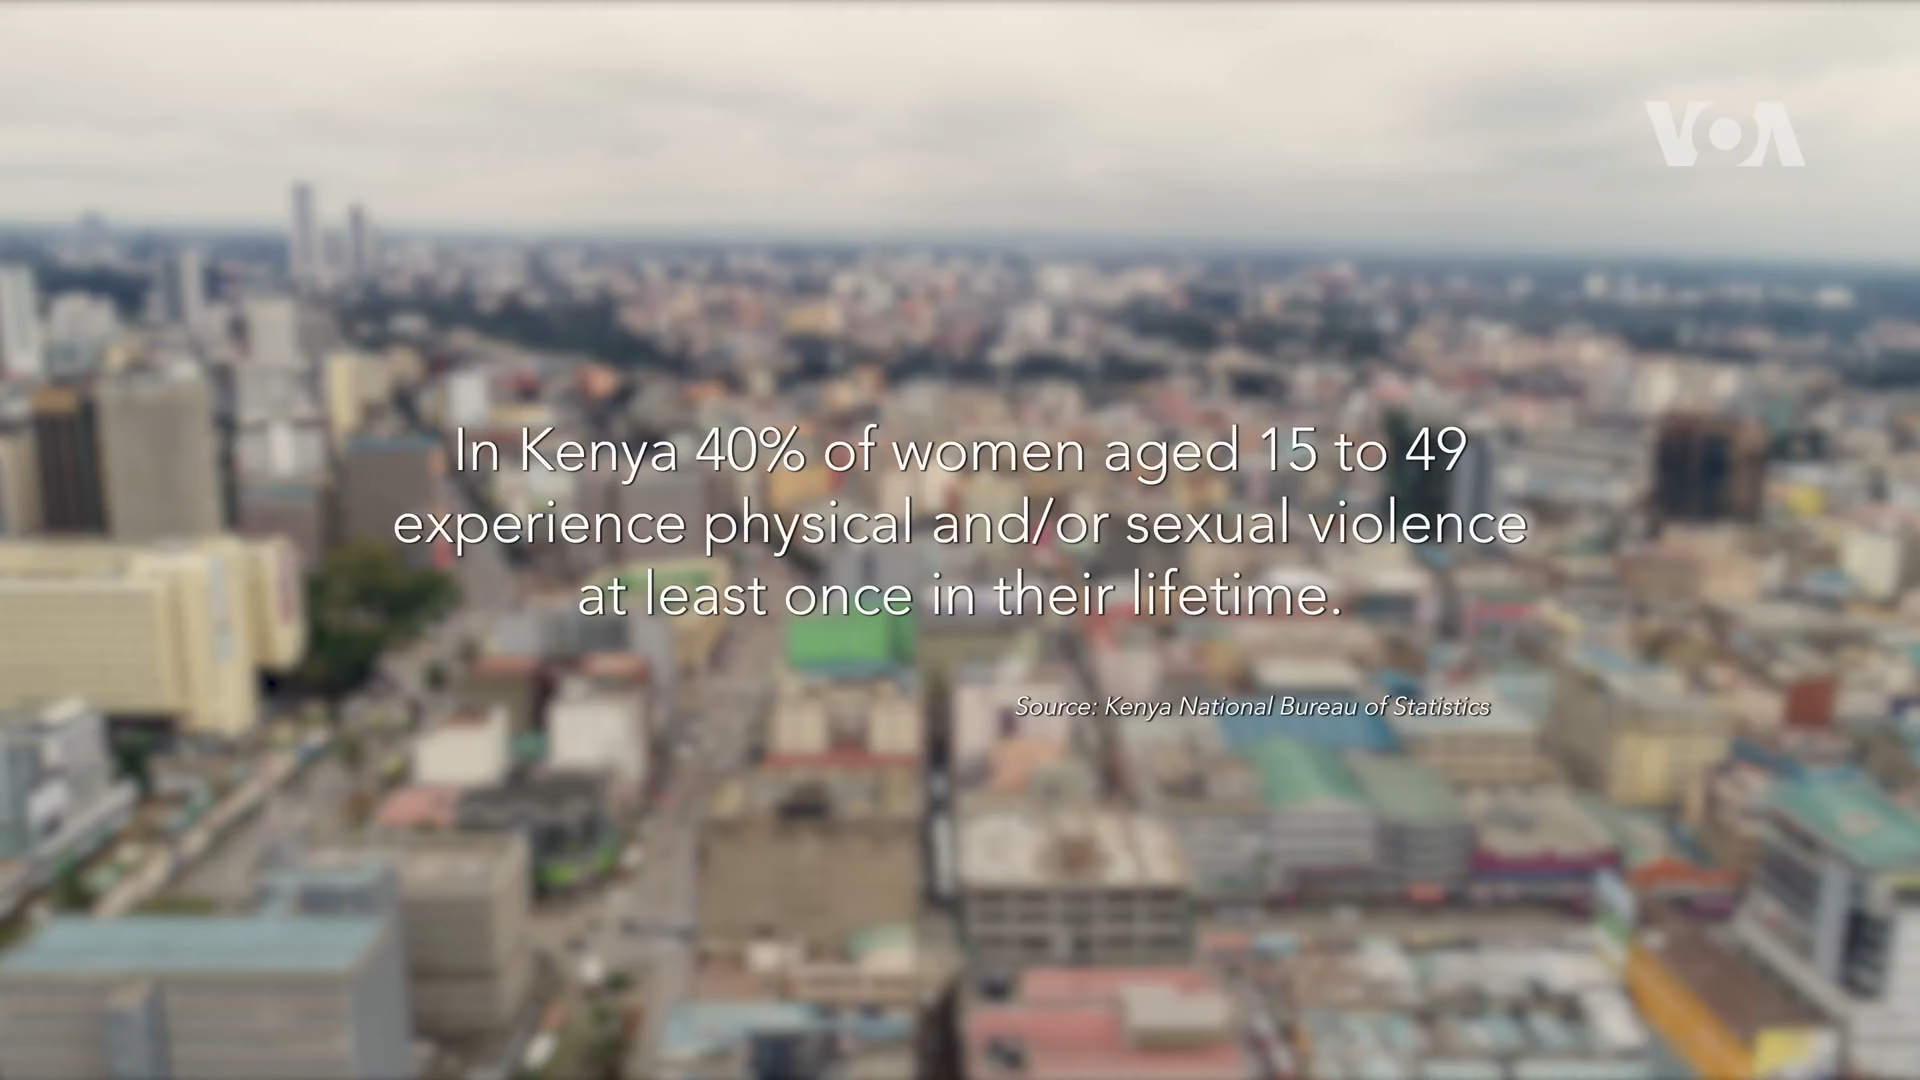 VOA
In Kenya 40% of women aged 15 to 49
experience physical and/or sexual violence
at least once in their lifetime.
Source: Kenya National Bureau of Statistics